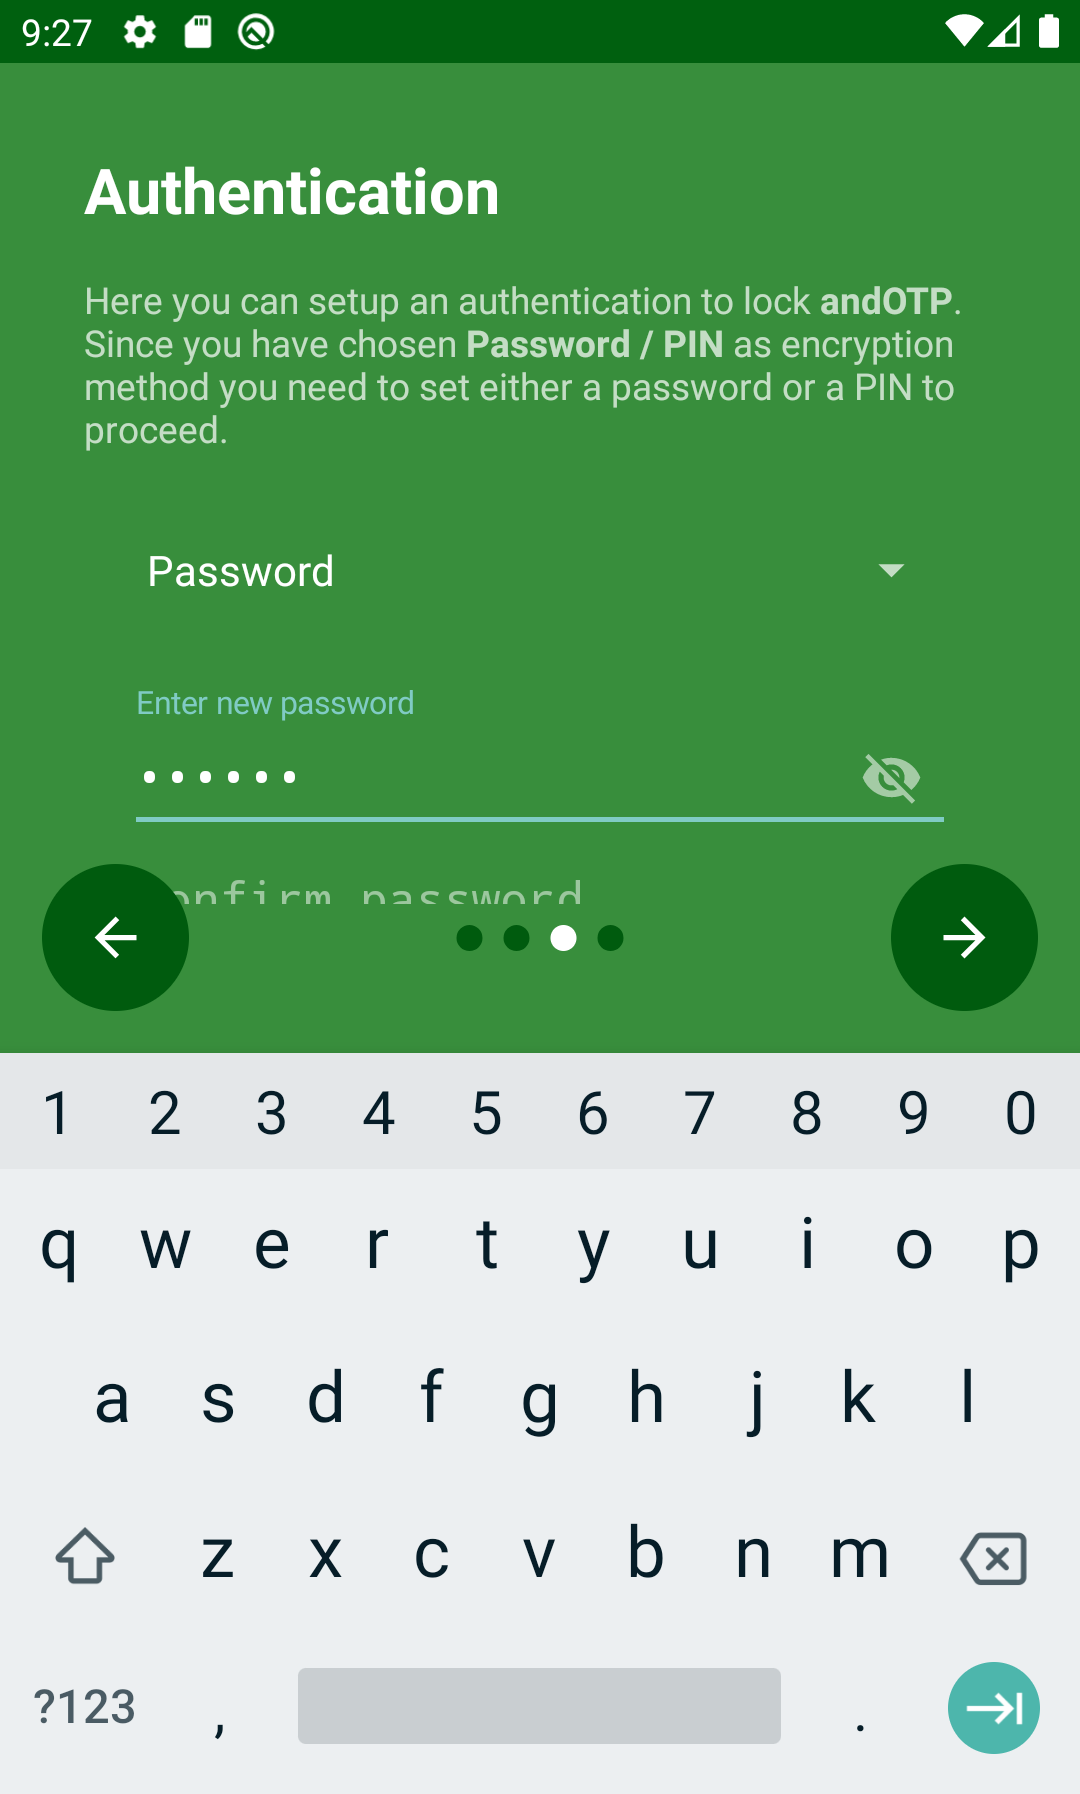 9:27
Authentication
Here you can setup an authentication to lock andOTP.
Since you have chosen Password / PIN as encryption
method you need to set either a password or a PIN to
proceed.
Password
Enter new password
••••••
Confirm password
1 2 3 4 5 6 7 8 9 0
q w e r t y u i o p
a s d f g h j k l
z x c v b n m
?123 , .